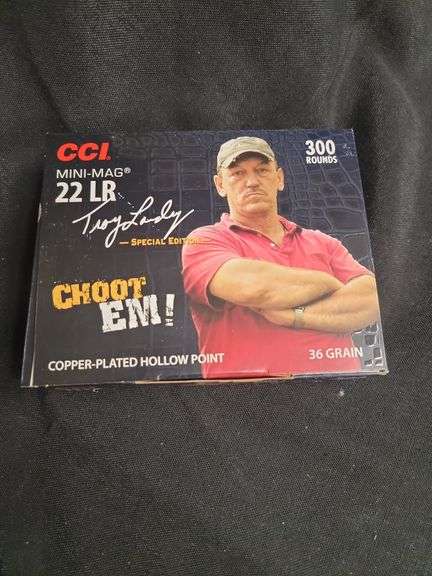 CCI®
MINI-MAG®
22 LR
300
ROUNDS
Troy Landry
— SPECIAL EDITION —
CHOOT
EM!
COPPER-PLATED HOLLOW POINT
36 GRAIN